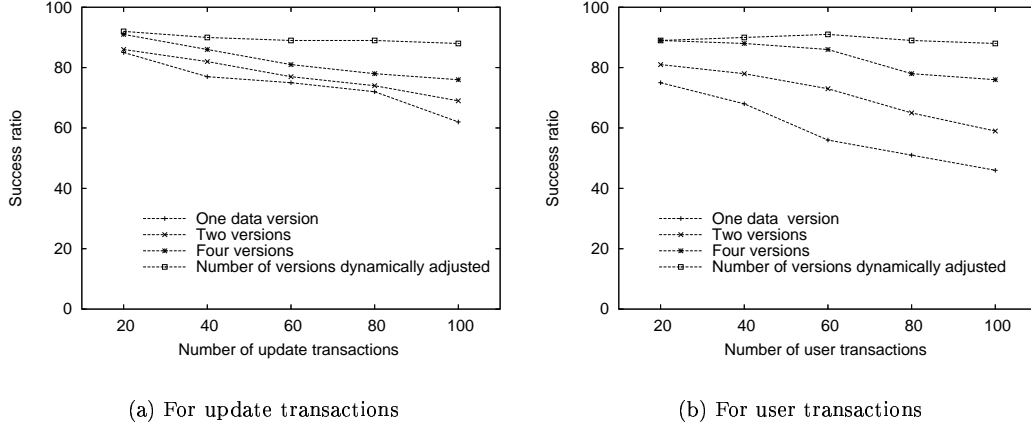 100
80
60
40
20
0
Success ratio
One data version
Two versions
Four versions
Number of versions dynamically adjusted
20 40 60 80 100
Number of update transactions
(a) For update transactions
100
80
60
40
20
0
Success ratio
One data  version
Two versions
Four versions
Number of versions dynamically adjusted
20 40 60 80 100
Number of user transactions
(b) For user transactions